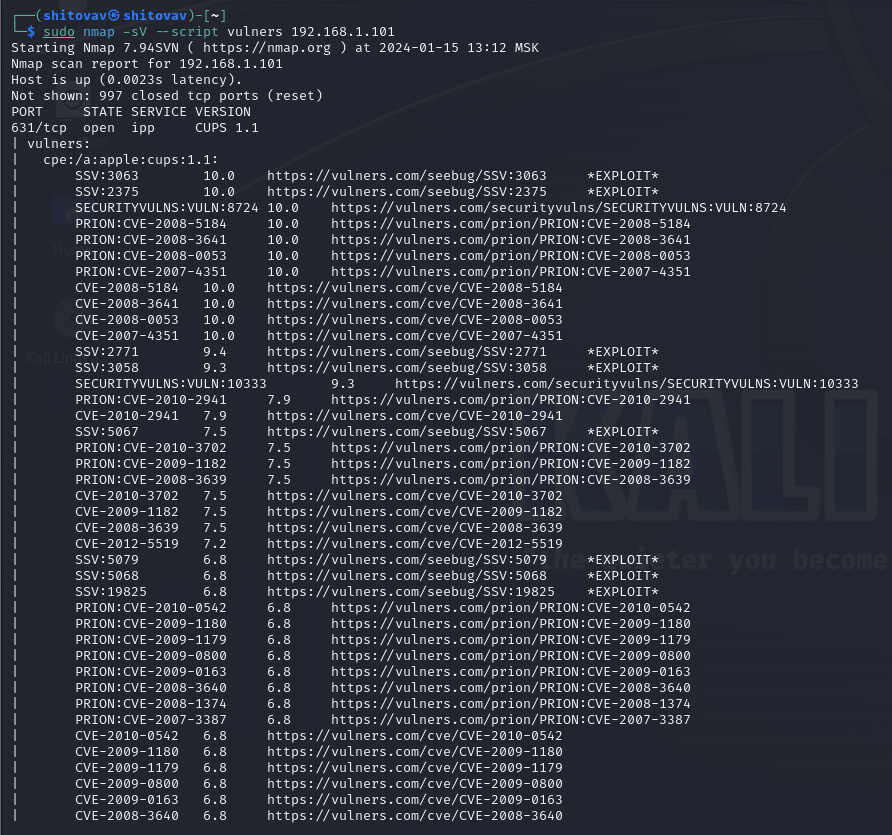 ┌──(shitovav㉿shitovav)-[~]
└─$ sudo nmap -sV --script vulners 192.168.1.101
Starting Nmap 7.94SVN ( https://nmap.org ) at 2024-01-15 13:12 MSK
Nmap scan report for 192.168.1.101
Host is up (0.0023s latency).
Not shown: 997 closed tcp ports (reset)
PORT     STATE SERVICE VERSION
631/tcp  open  ipp     CUPS 1.1
| vulners:
|   cpe:/a:apple:cups:1.1:
|       SSV:3063        10.0    https://vulners.com/seebug/SSV:3063     *EXPLOIT*
|       SSV:2375        10.0    https://vulners.com/seebug/SSV:2375     *EXPLOIT*
|       SECURITYVULNS:VULN:8724 10.0    https://vulners.com/securityvulns/SECURITYVULNS:VULN:8724
|       PRION:CVE-2008-5184     10.0    https://vulners.com/prion/PRION:CVE-2008-5184
|       PRION:CVE-2008-3641     10.0    https://vulners.com/prion/PRION:CVE-2008-3641
|       PRION:CVE-2008-0053     10.0    https://vulners.com/prion/PRION:CVE-2008-0053
|       PRION:CVE-2007-4351     10.0    https://vulners.com/prion/PRION:CVE-2007-4351
|       CVE-2008-5184   10.0    https://vulners.com/cve/CVE-2008-5184
|       CVE-2008-3641   10.0    https://vulners.com/cve/CVE-2008-3641
|       CVE-2008-0053   10.0    https://vulners.com/cve/CVE-2008-0053
|       CVE-2007-4351   10.0    https://vulners.com/cve/CVE-2007-4351
|       SSV:2771        9.4     https://vulners.com/seebug/SSV:2771     *EXPLOIT*
|       SSV:3058        9.3     https://vulners.com/seebug/SSV:3058     *EXPLOIT*
|       SECURITYVULNS:VULN:10333        9.3     https://vulners.com/securityvulns/SECURITYVULNS:VULN:10333
|       PRION:CVE-2010-2941     7.9     https://vulners.com/prion/PRION:CVE-2010-2941
|       CVE-2010-2941   7.9     https://vulners.com/cve/CVE-2010-2941
|       SSV:5067        7.5     https://vulners.com/seebug/SSV:5067     *EXPLOIT*
|       PRION:CVE-2010-3702     7.5     https://vulners.com/prion/PRION:CVE-2010-3702
|       PRION:CVE-2009-1182     7.5     https://vulners.com/prion/PRION:CVE-2009-1182
|       PRION:CVE-2008-3639     7.5     https://vulners.com/prion/PRION:CVE-2008-3639
|       CVE-2010-3702   7.5     https://vulners.com/cve/CVE-2010-3702
|       CVE-2009-1182   7.5     https://vulners.com/cve/CVE-2009-1182
|       CVE-2008-3639   7.5     https://vulners.com/cve/CVE-2008-3639
|       CVE-2012-5519   7.2     https://vulners.com/cve/CVE-2012-5519
|       SSV:5079        6.8     https://vulners.com/seebug/SSV:5079     *EXPLOIT*
|       SSV:5068        6.8     https://vulners.com/seebug/SSV:5068     *EXPLOIT*
|       SSV:19825       6.8     https://vulners.com/seebug/SSV:19825    *EXPLOIT*
|       PRION:CVE-2010-0542     6.8     https://vulners.com/prion/PRION:CVE-2010-0542
|       PRION:CVE-2009-1180     6.8     https://vulners.com/prion/PRION:CVE-2009-1180
|       PRION:CVE-2009-1179     6.8     https://vulners.com/prion/PRION:CVE-2009-1179
|       PRION:CVE-2009-0800     6.8     https://vulners.com/prion/PRION:CVE-2009-0800
|       PRION:CVE-2009-0163     6.8     https://vulners.com/prion/PRION:CVE-2009-0163
|       PRION:CVE-2008-3640     6.8     https://vulners.com/prion/PRION:CVE-2008-3640
|       PRION:CVE-2008-1374     6.8     https://vulners.com/prion/PRION:CVE-2008-1374
|       PRION:CVE-2007-3387     6.8     https://vulners.com/prion/PRION:CVE-2007-3387
|       CVE-2010-0542   6.8     https://vulners.com/cve/CVE-2010-0542
|       CVE-2009-1180   6.8     https://vulners.com/cve/CVE-2009-1180
|       CVE-2009-1179   6.8     https://vulners.com/cve/CVE-2009-1179
|       CVE-2009-0800   6.8     https://vulners.com/cve/CVE-2009-0800
|       CVE-2009-0163   6.8     https://vulners.com/cve/CVE-2009-0163
|       CVE-2008-3640   6.8     https://vulners.com/cve/CVE-2008-3640
KALI
you become